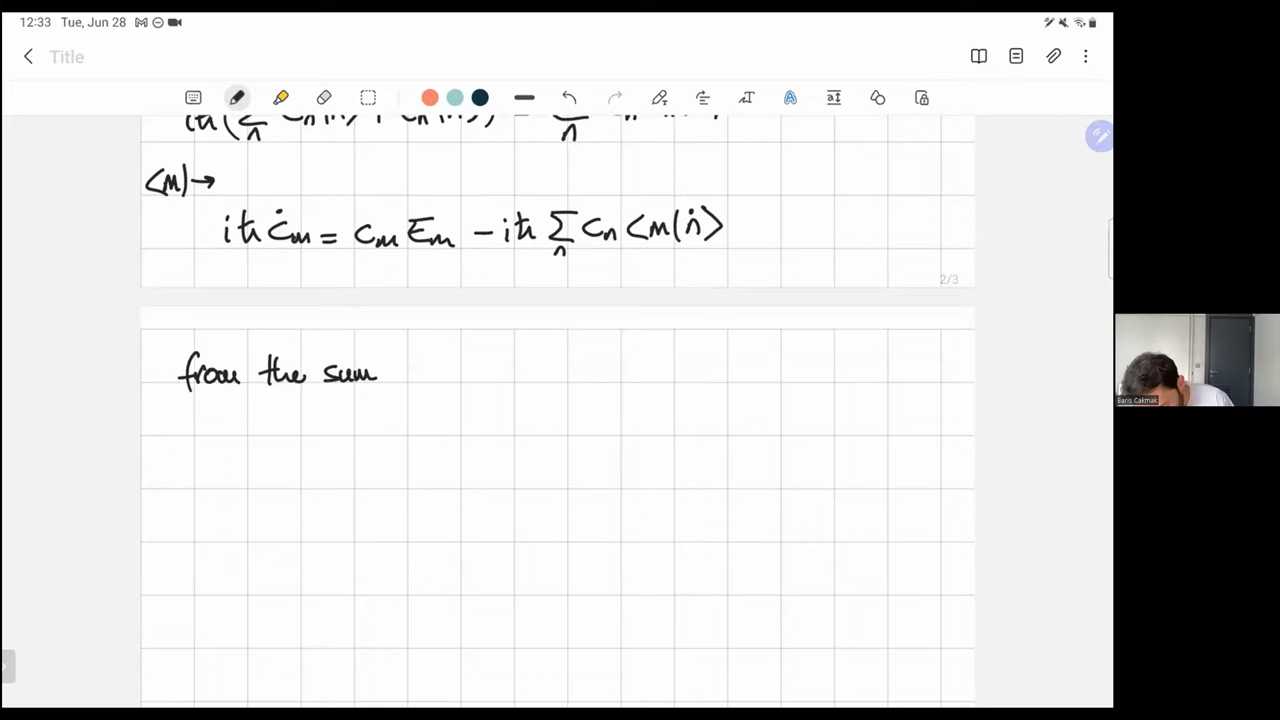 12:33 Tue, Jun 28
Title
⟨m| →
iħ ċₘ = cₘ Eₘ − iħ ∑ₙ cₙ ⟨m|ṅ⟩
2/3
from the sum
Baris Cakmak